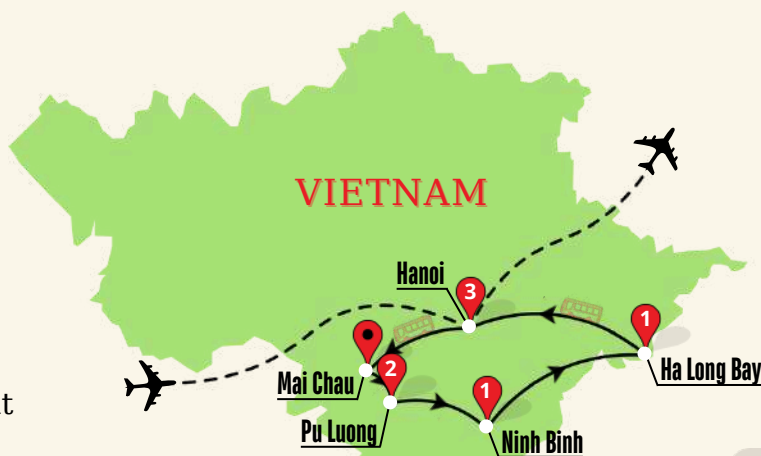 VIETNAM
Hanoi
3
1
Mai Chau
2
Ha Long Bay
Pu Luong
1
Ninh Binh